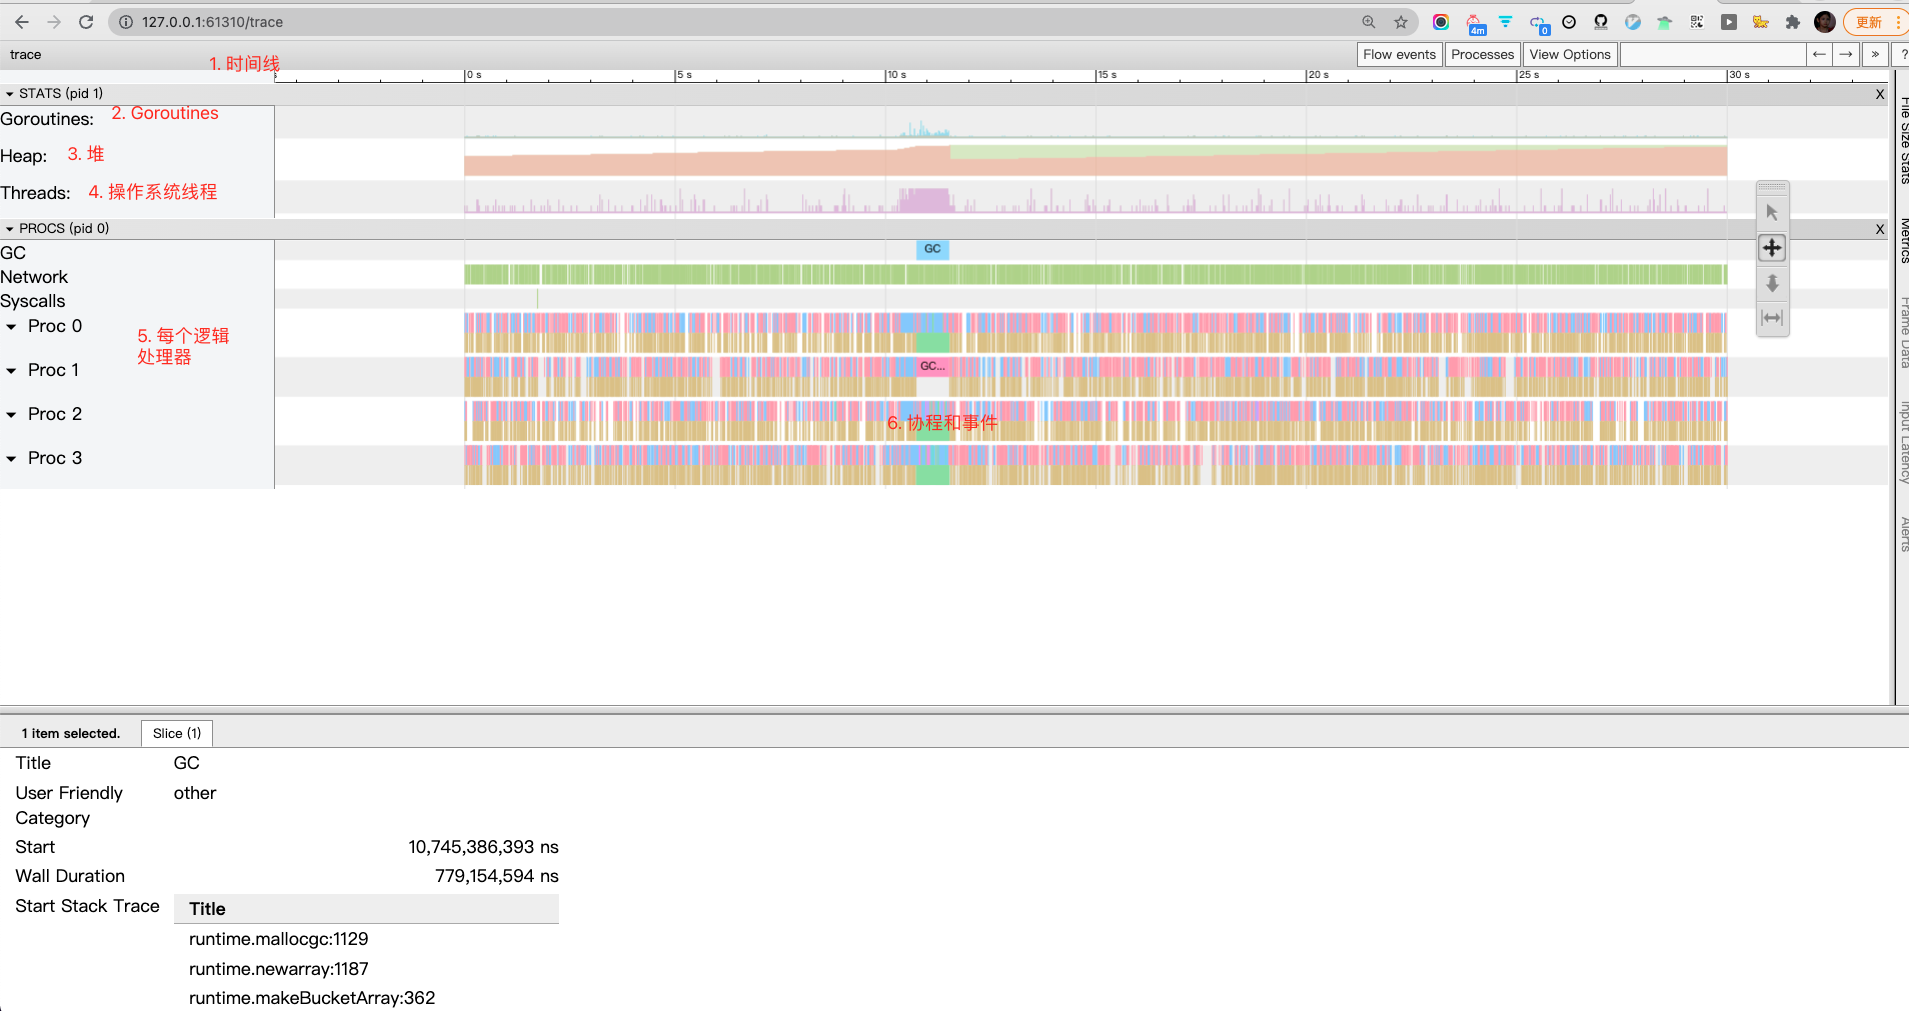 127.0.0.1:61310/trace
4m
0
更新
trace
Flow events
Processes
View Options
←
→
»
?
1. 时间线
0 s
5 s
10 s
15 s
20 s
25 s
30 s
STATS (pid 1)
X
Goroutines:
2. Goroutines
Heap:
3. 堆
Threads:
4. 操作系统线程
PROCS (pid 0)
X
GC
GC
Network
Syscalls
Proc 0
5. 每个逻辑
处理器
Proc 1
GC...
Proc 2
6. 协程和事件
Proc 3
File Size Stats
Metrics
Frame Data
Input Latency
Alerts
1 item selected.
Slice (1)
Title
GC
User Friendly
Category
other
Start
10,745,386,393 ns
Wall Duration
779,154,594 ns
Start Stack Trace
Title
runtime.mallocgc:1129
runtime.newarray:1187
runtime.makeBucketArray:362